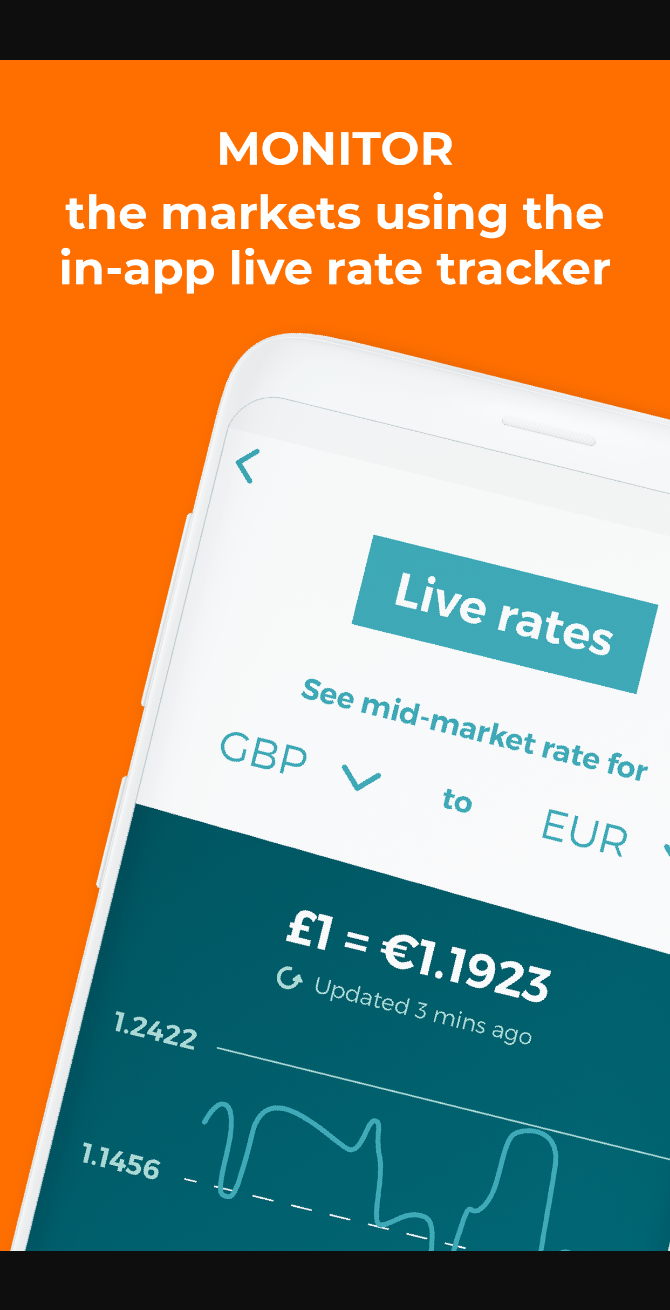 MONITOR
the markets using the
in-app live rate tracker
Live rates
See mid-market rate for
GBP to EUR
£1 = €1.1923
Updated 3 mins ago
1.2422
1.1456